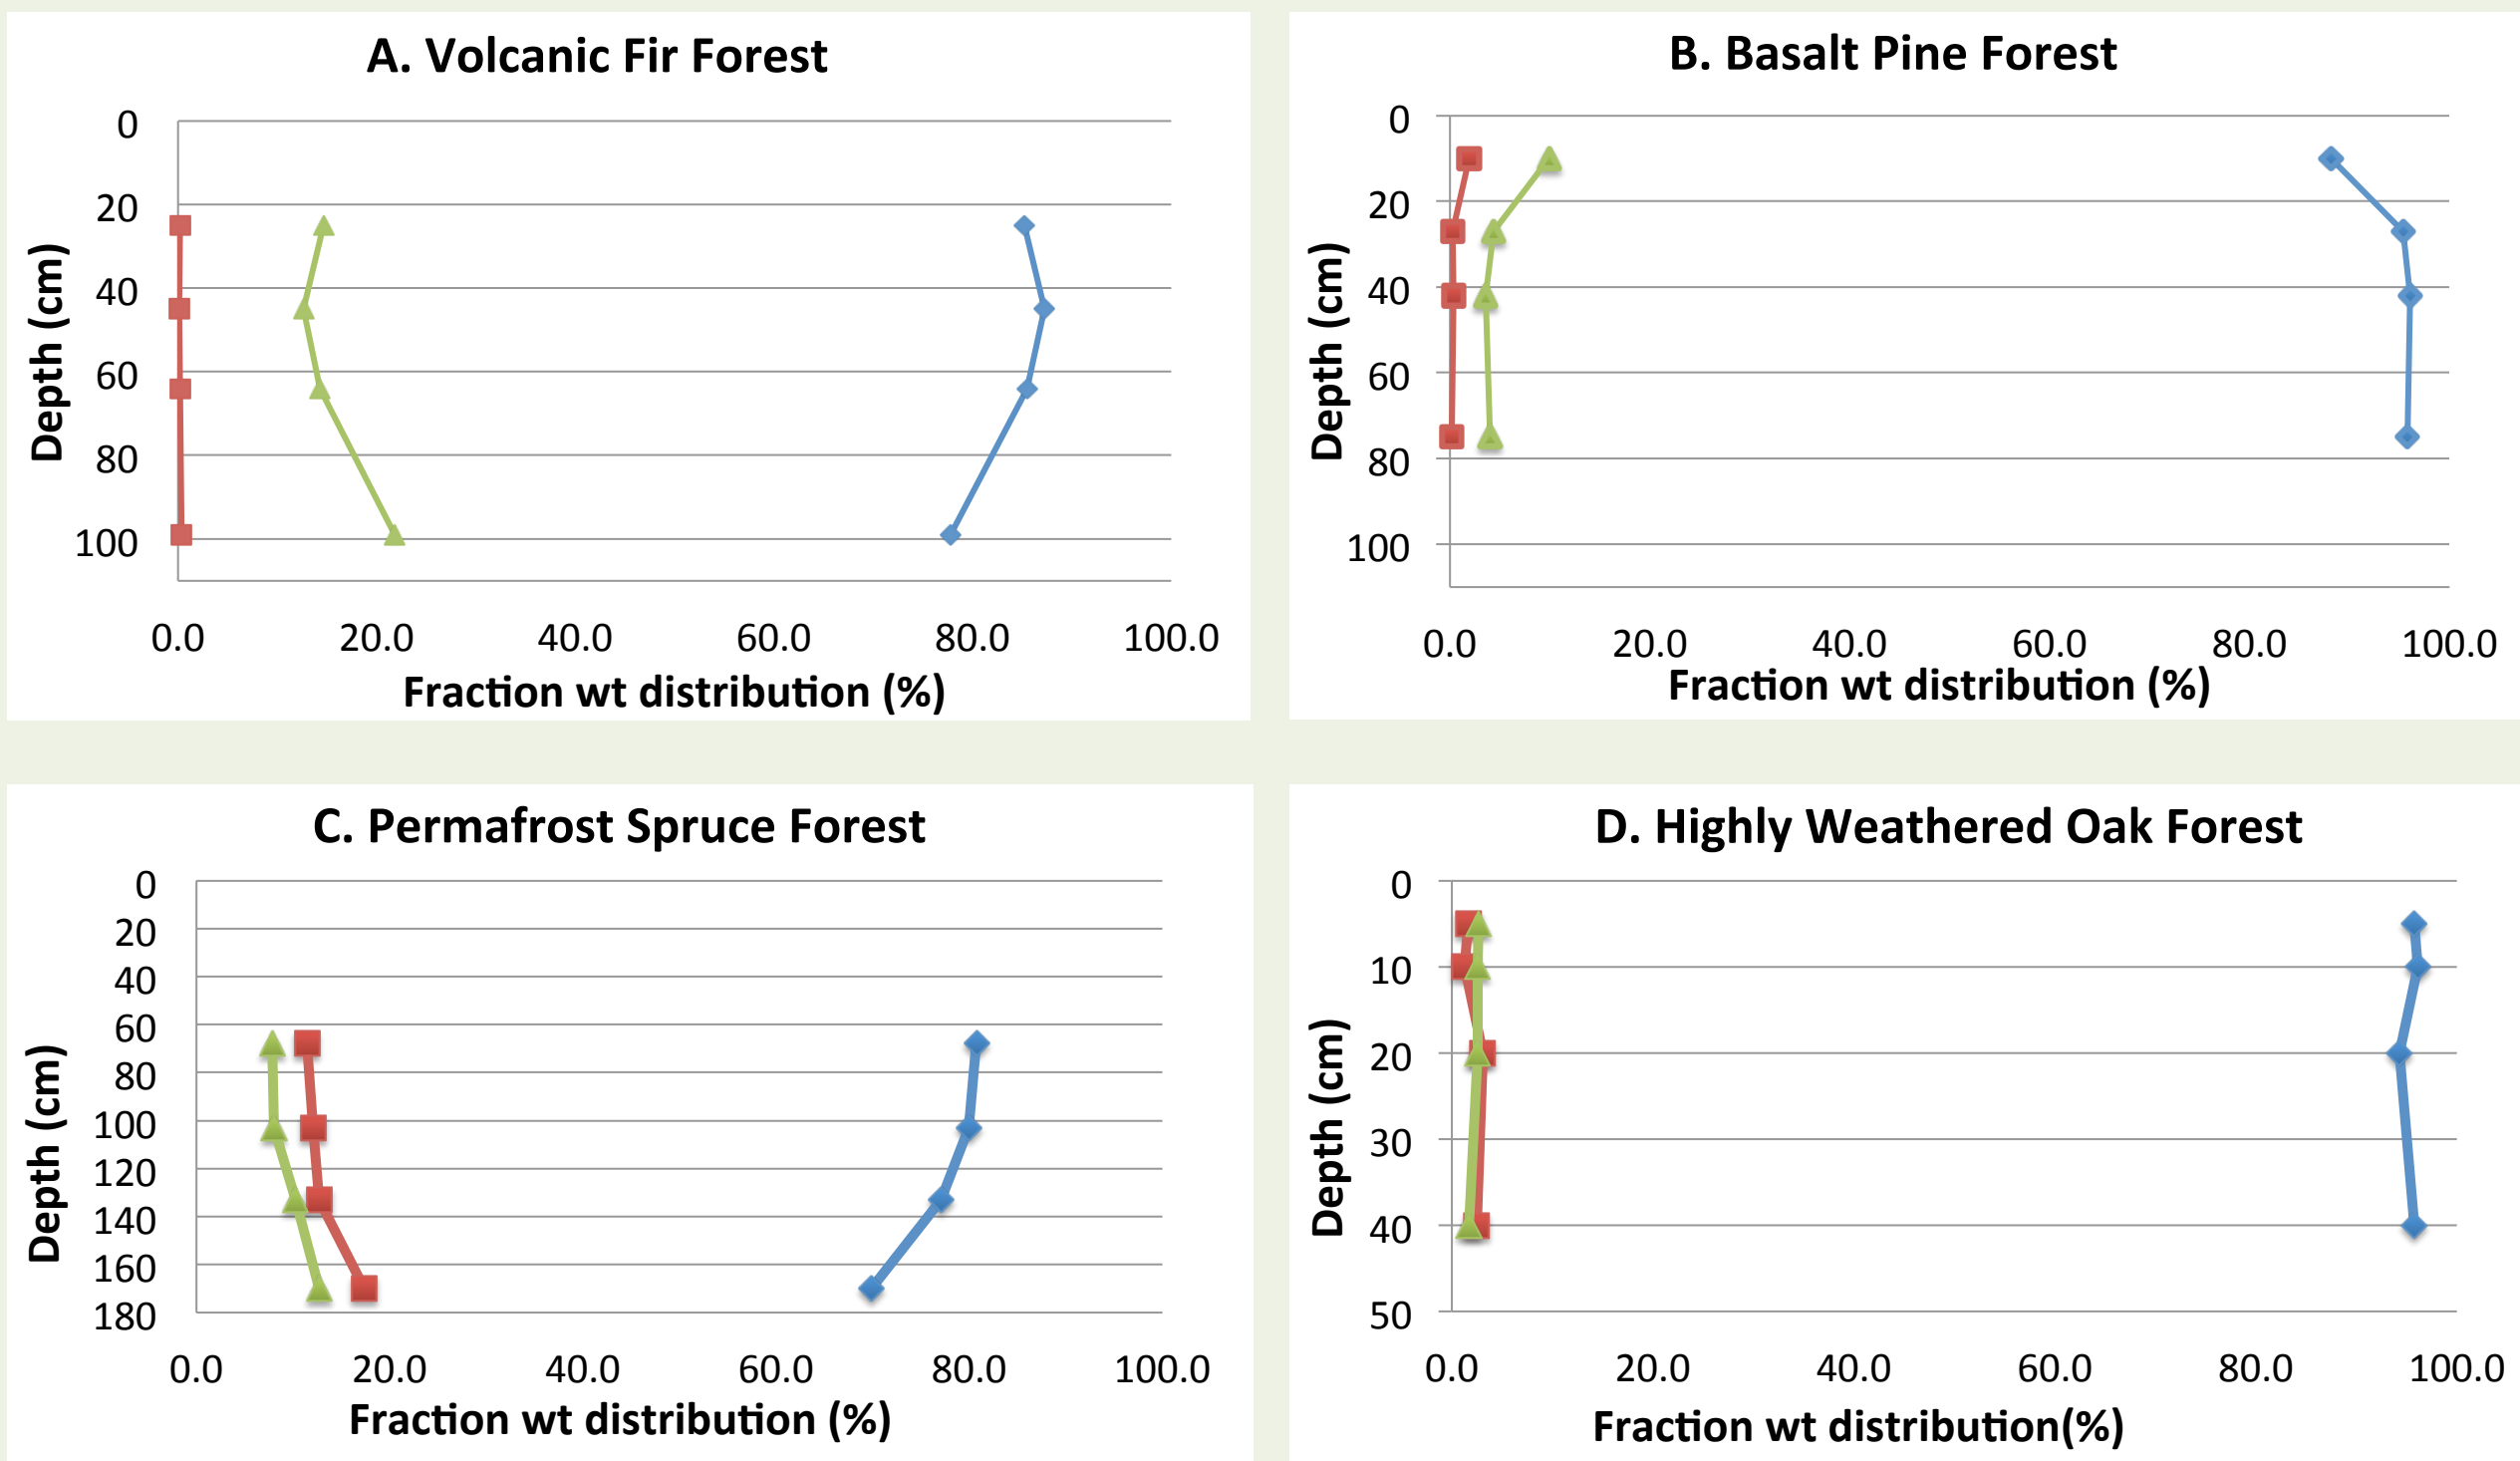 A. Volcanic Fir Forest
0
20
40
60
80
100
Depth (cm)
0.0 20.0 40.0 60.0 80.0 100.0
Fraction wt distribution (%)
B. Basalt Pine Forest
0
20
40
60
80
100
Depth (cm)
0.0 20.0 40.0 60.0 80.0 100.0
Fraction wt distribution (%)
C. Permafrost Spruce Forest
0
20
40
60
80
100
120
140
160
180
Depth (cm)
0.0 20.0 40.0 60.0 80.0 100.0
Fraction wt distribution (%)
D. Highly Weathered Oak Forest
0
10
20
30
40
50
Depth (cm)
0.0 20.0 40.0 60.0 80.0 100.0
Fraction wt distribution(%)